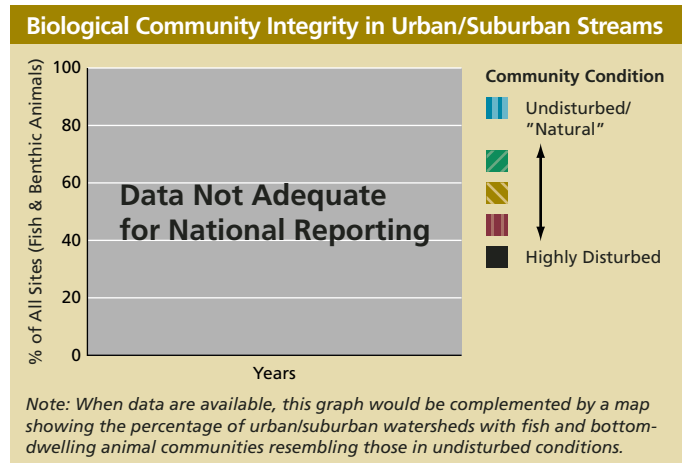 Biological Community Integrity in Urban/Suburban Streams
% of All Sites (Fish & Benthic Animals)
100
80
60
40
20
0
Data Not Adequate
for National Reporting
Years
Community Condition
Undisturbed/
”Natural”
Highly Disturbed
Note: When data are available, this graph would be complemented by a map
showing the percentage of urban/suburban watersheds with fish and bottom-
dwelling animal communities resembling those in undisturbed conditions.